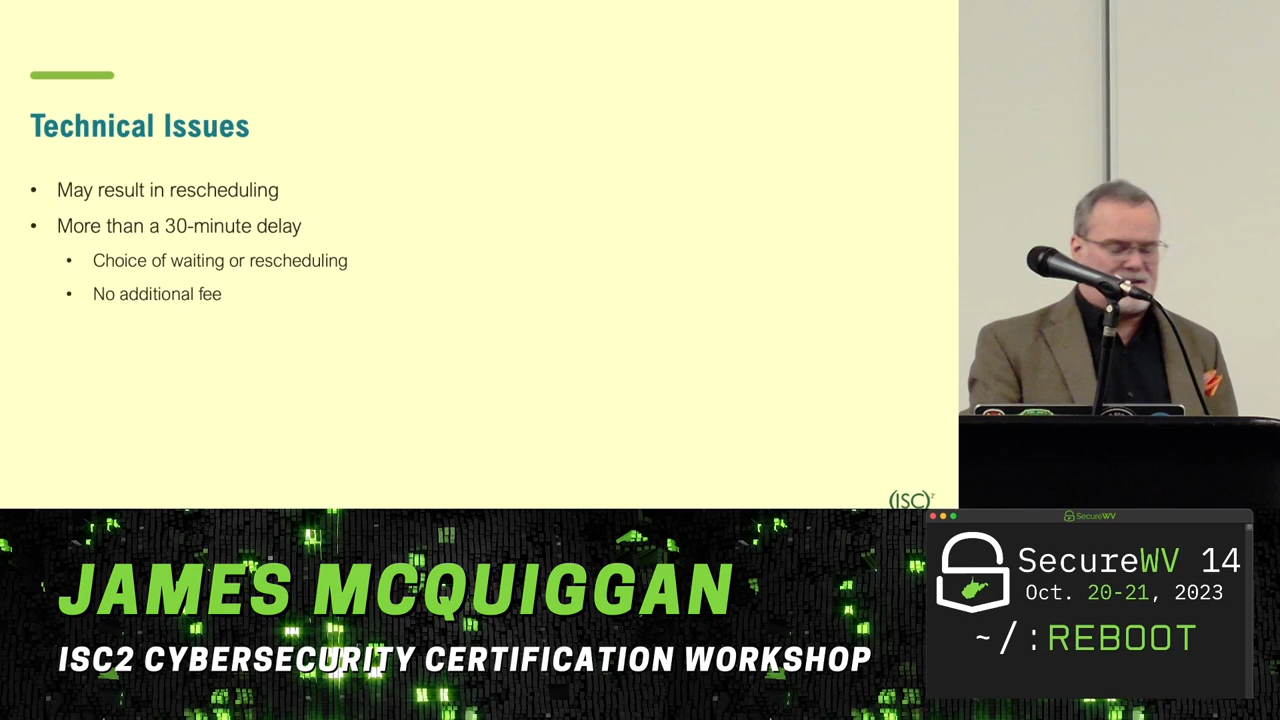 Technical Issues
• May result in rescheduling
• More than a 30-minute delay
• Choice of waiting or rescheduling
• No additional fee
(ISC)²
JAMES MCQUIGGAN
ISC2 CYBERSECURITY CERTIFICATION WORKSHOP
SecureWV
SecureWV 14
Oct. 20-21, 2023
~/:REBOOT